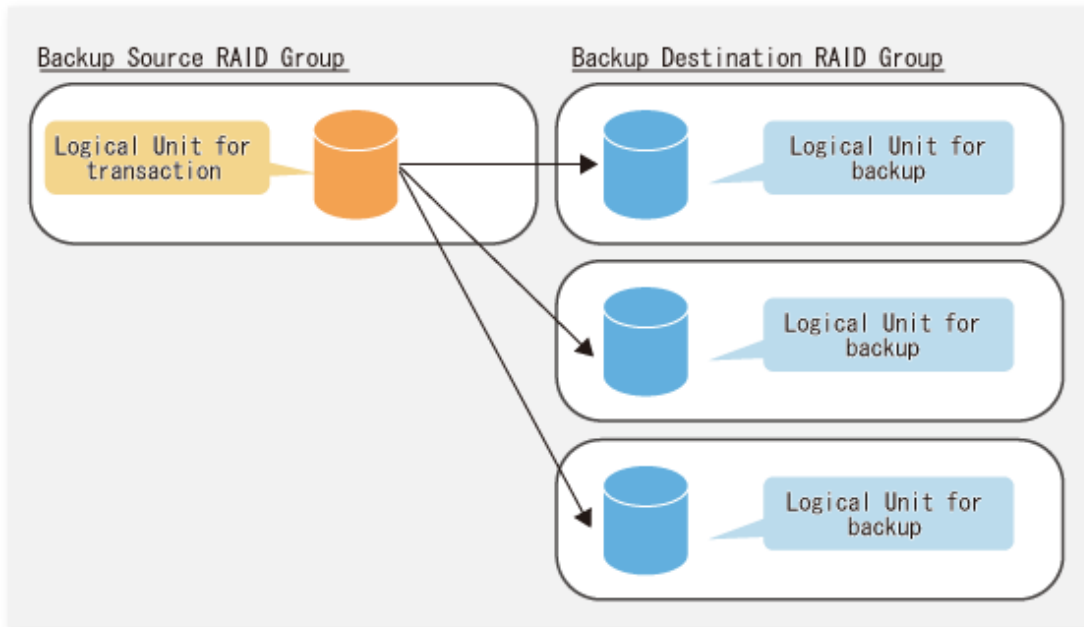 Backup Source RAID Group
Backup Destination RAID Group
Logical Unit for
transaction
Logical Unit for
backup
Logical Unit for
backup
Logical Unit for
backup